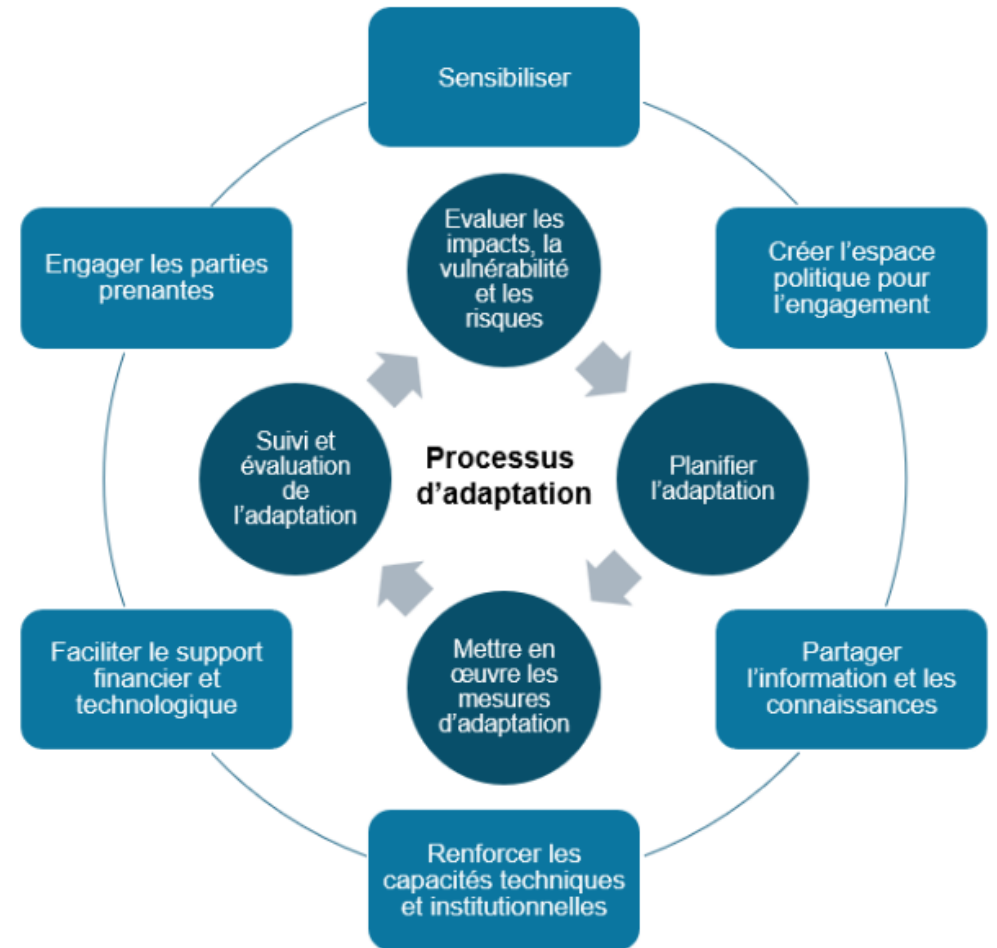 Sensibiliser
Engager les parties
prenantes
Evaluer les
impacts, la
vulnérabilité
et les
risques
Créer l’espace
politique pour
l’engagement
Suivi et
évaluation
de
l’adaptation
Processus
d’adaptation
Planifier
l’adaptation
Faciliter le support
financier et
technologique
Mettre en
œuvre les
mesures
d’adaptation
Partager
l’information et les
connaissances
Renforcer les
capacités techniques
et institutionnelles